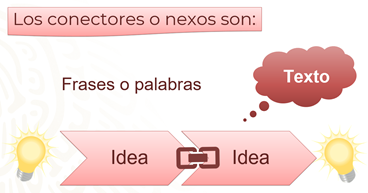 Los conectores o nexos son:
Frases o palabras
Texto
Idea
Idea